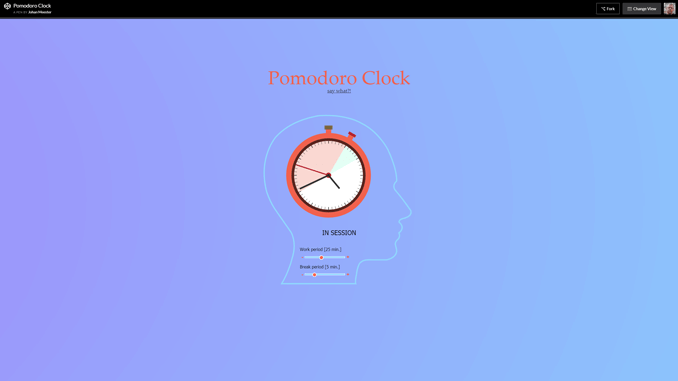 Pomodoro Clock
A PEN BY Johan Meester
Fork
Change View
Pomodoro Clock
say what??
IN SESSION
Work period [25 min.]
Break period [5 min.]